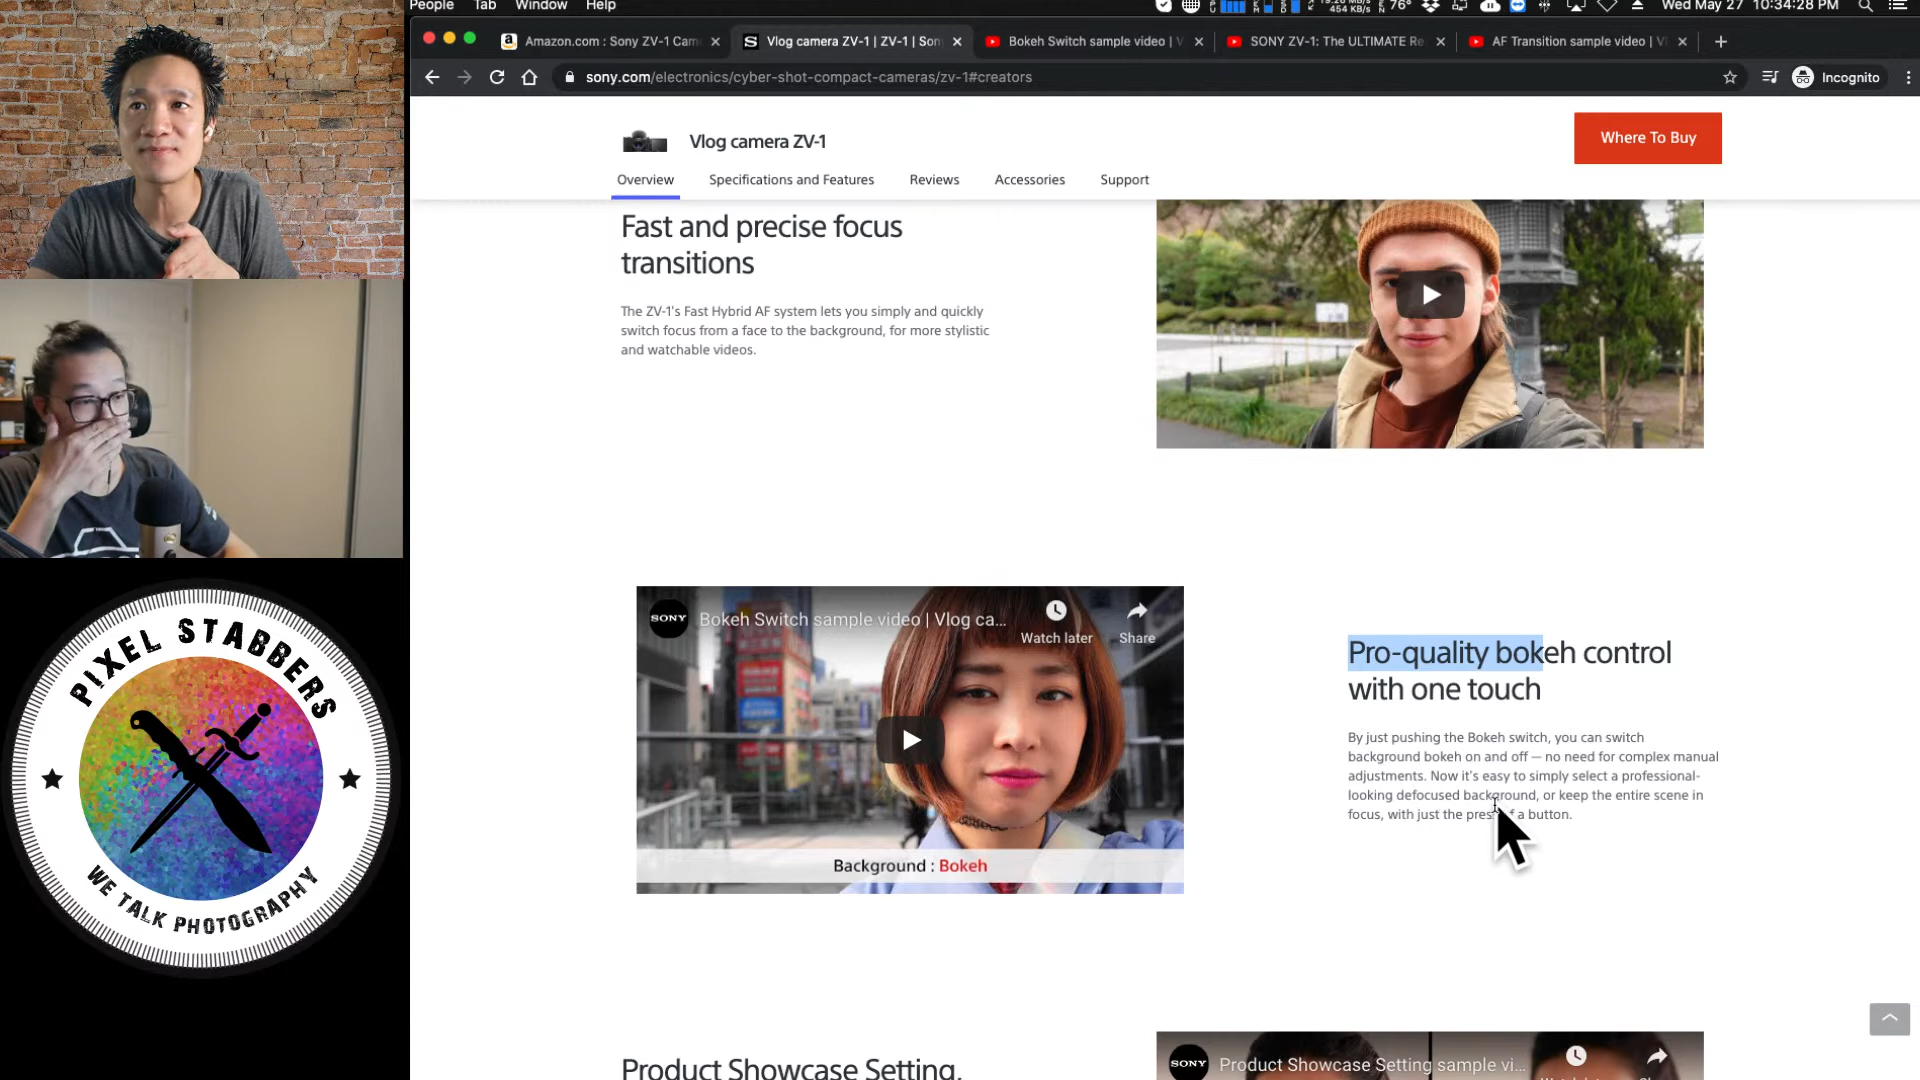 People Tab Window Help
454 KB/s 76° Wed May 27 10:34:28 PM
Amazon.com : Sony ZV-1 Cam
Vlog camera ZV-1 | ZV-1 | Son
Bokeh Switch sample video | V
SONY ZV-1: The ULTIMATE Re
AF Transition sample video | V
sony.com/electronics/cyber-shot-compact-cameras/zv-1#creators
Incognito
Vlog camera ZV-1
Where To Buy
Overview Specifications and Features Reviews Accessories Support
Fast and precise focus
transitions
The ZV-1's Fast Hybrid AF system lets you simply and quickly
switch focus from a face to the background, for more stylistic
and watchable videos.
SONY
Bokeh Switch sample video | Vlog ca...
Watch later
Share
Background : Bokeh
Pro-quality bokeh control
with one touch
By just pushing the Bokeh switch, you can switch
background bokeh on and off — no need for complex manual
adjustments. Now it's easy to simply select a professional-
looking defocused background, or keep the entire scene in
focus, with just the press of a button.
PIXEL STABBERS
WE TALK PHOTOGRAPHY
Product Showcase Setting,
SONY
Product Showcase Setting sample vi...